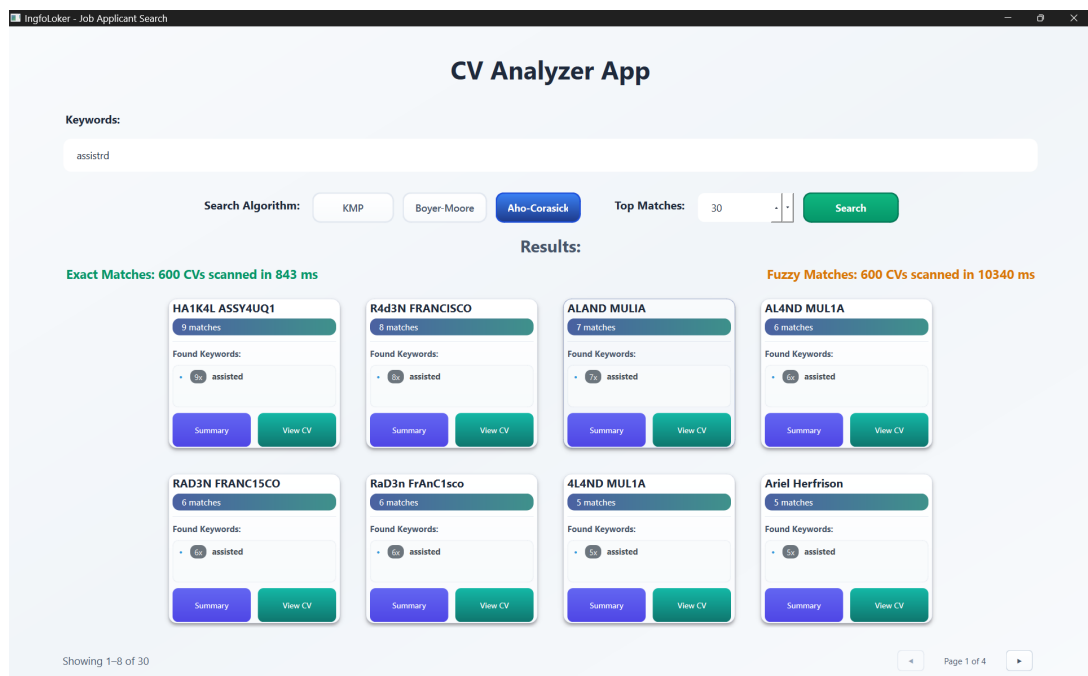 IngfoLoker - Job Applicant Search
CV Analyzer App
Keywords:
assistrd
Search Algorithm: KMP Boyer-Moore Aho-Corasick Top Matches: 30 Search
Results:
Exact Matches: 600 CVs scanned in 843 ms Fuzzy Matches: 600 CVs scanned in 10340 ms
HA1K4L ASSY4UQ1
9 matches
Found Keywords:
• 9x assisted
Summary View CV
R4d3N FRANCISCO
8 matches
Found Keywords:
• 8x assisted
Summary View CV
ALAND MULIA
7 matches
Found Keywords:
• 7x assisted
Summary View CV
AL4ND MUL1A
6 matches
Found Keywords:
• 6x assisted
Summary View CV
RAD3N FRANC15CO
6 matches
Found Keywords:
• 6x assisted
Summary View CV
RaD3n FrAnC1sco
6 matches
Found Keywords:
• 6x assisted
Summary View CV
4L4ND MUL1A
5 matches
Found Keywords:
• 5x assisted
Summary View CV
Ariel Herfrison
5 matches
Found Keywords:
• 5x assisted
Summary View CV
Showing 1–8 of 30 Page 1 of 4